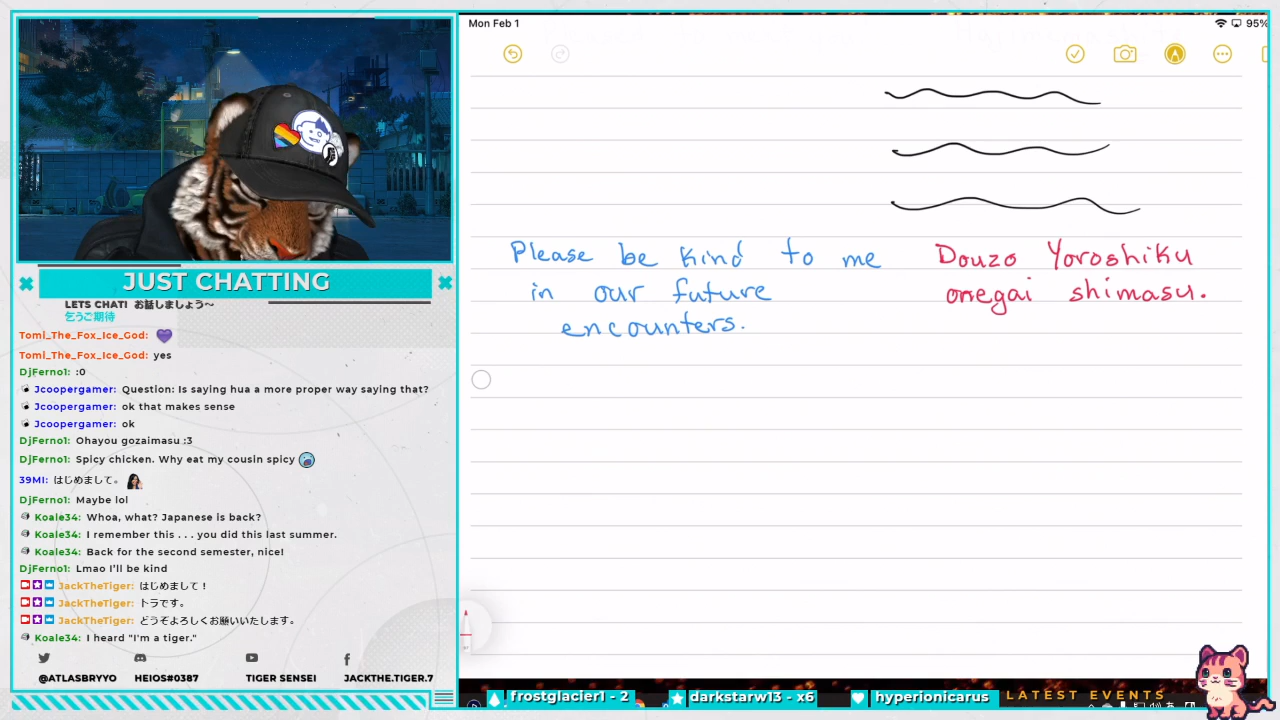 Mon Feb 1
95%
Please be kind to me
in our future
encounters.
Douzo Yoroshiku
onegai shimasu.
JUST CHATTING
LETS CHAT! お話しましょう～
乞うご期待
Tomi_The_Fox_Ice_God:
Tomi_The_Fox_Ice_God: yes
DjFerno1: :0
Jcoopergamer: Question: Is saying hua a more proper way saying that?
Jcoopergamer: ok that makes sense
Jcoopergamer: ok
DjFerno1: Ohayou gozaimasu :3
DjFerno1: Spicy chicken. Why eat my cousin spicy
39MI: はじめまして。
DjFerno1: Maybe lol
Koale34: Whoa, what? Japanese is back?
Koale34: I remember this . . . you did this last summer.
Koale34: Back for the second semester, nice!
DjFerno1: Lmao I'll be kind
JackTheTiger: はじめまして！
JackTheTiger: トラです。
JackTheTiger: どうぞよろしくお願いいたします。
Koale34: I heard "I'm a tiger."
@ATLASBRYYO HEIOS#0387 TIGER SENSEI JACKTHE.TIGER.7
frostglacier1 - 2 darkstarw13 - x6 hyperionicarus LATEST EVENTS